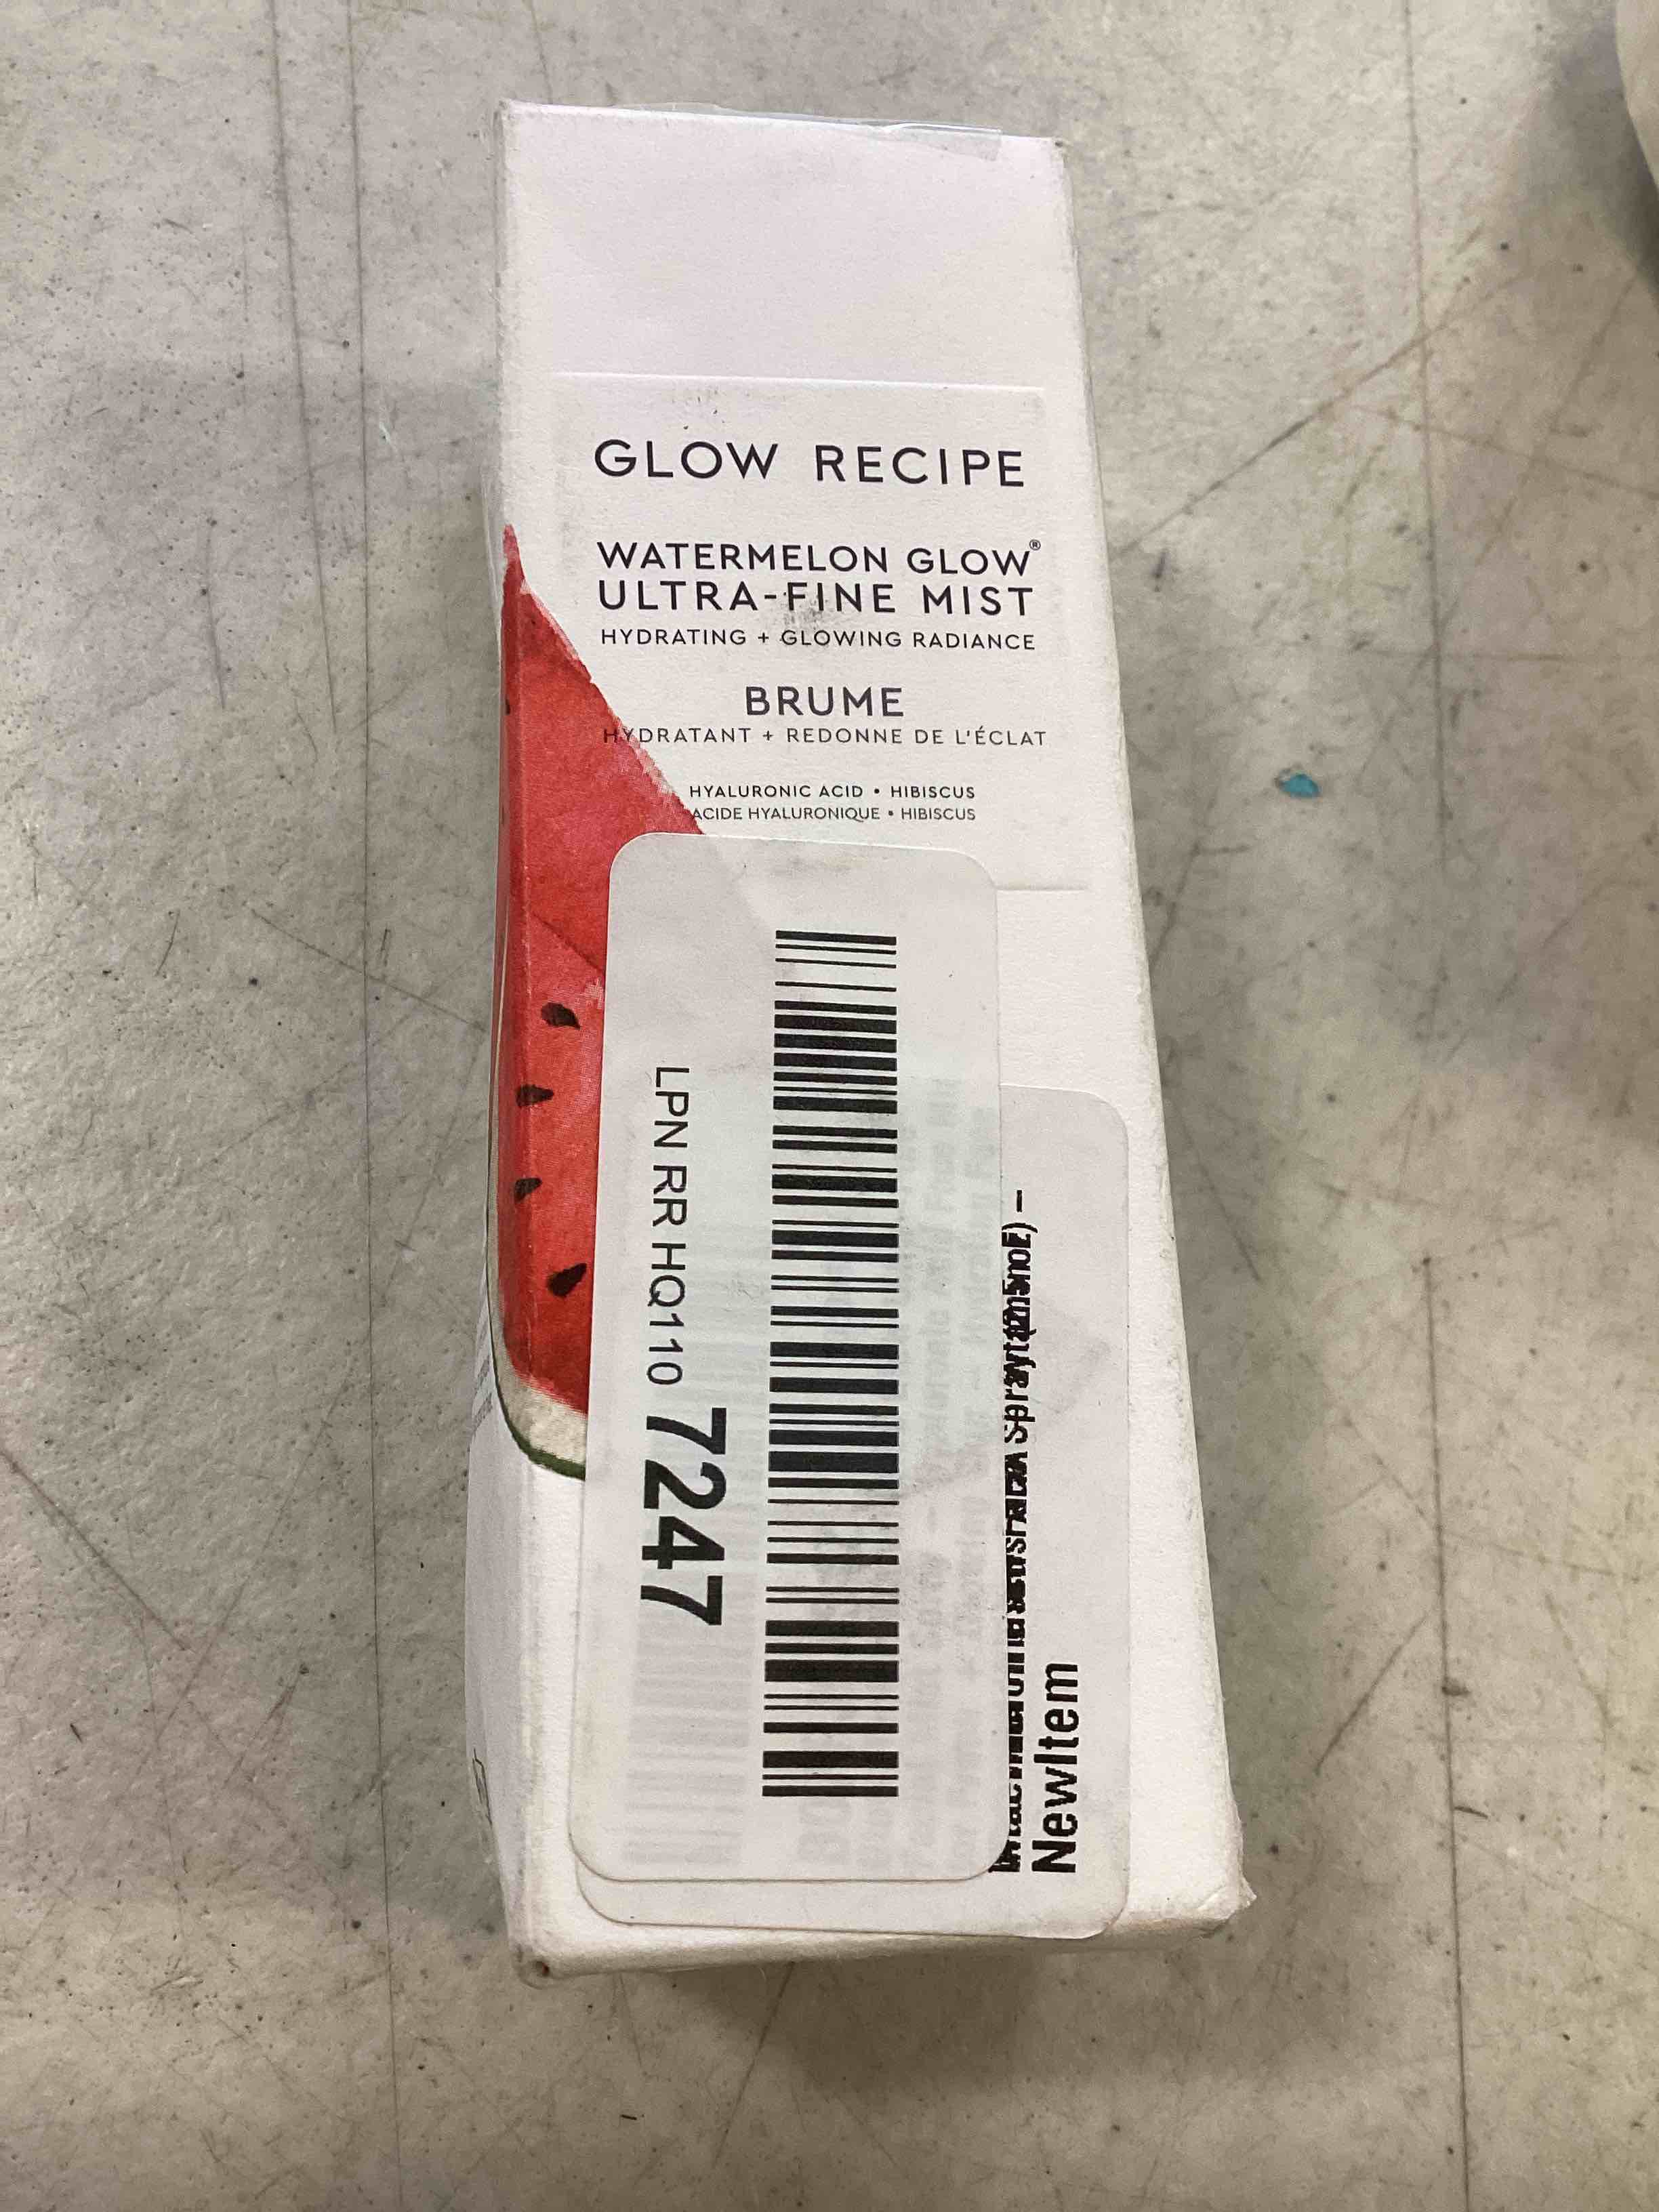 GLOW RECIPE
WATERMELON GLOW®
ULTRA-FINE MIST
HYDRATING + GLOWING RADIANCE
BRUME
HYDRATANT + REDONNE DE L'ÉCLAT
HYALURONIC ACID • HIBISCUS
ACIDE HYALURONIQUE • HIBISCUS
LPN RR HQ110 7247
NewItem